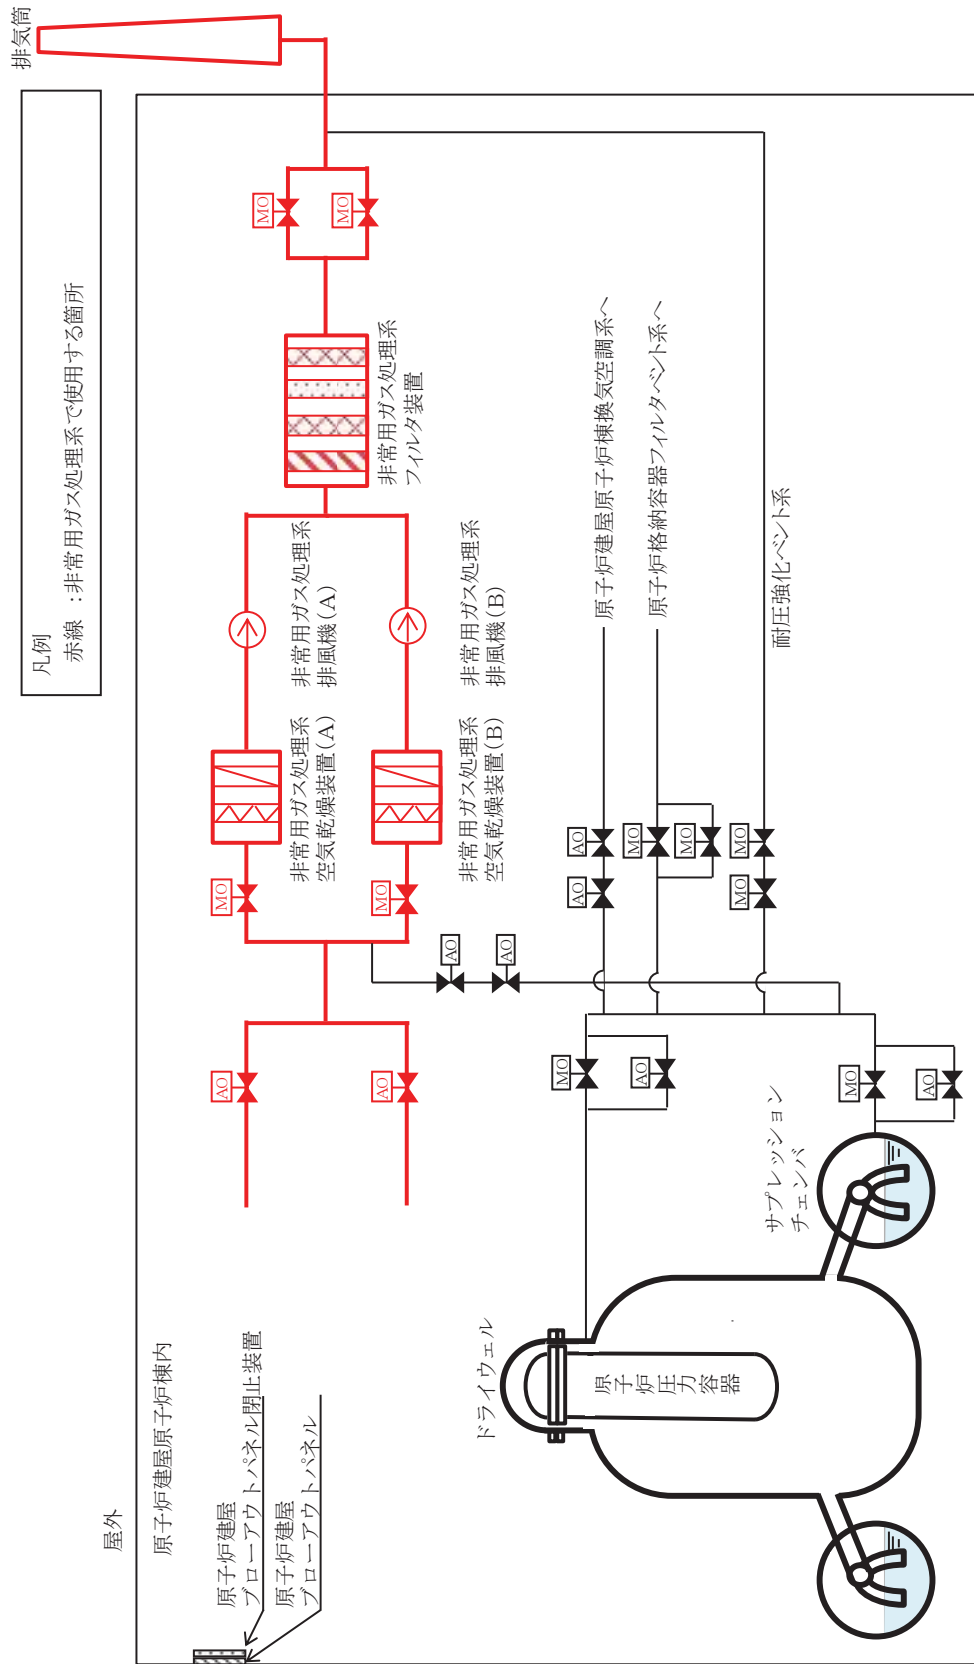 排気筒
凡例
赤線 ：非常用ガス処理系で使用する箇所
屋外
原子炉建屋原子炉棟内
原子炉建屋
ブローアウトパネル閉止装置
原子炉建屋
ブローアウトパネル
AO
AO
MO
MO
非常用ガス処理系
空気乾燥装置(A)
非常用ガス処理系
空気乾燥装置(B)
非常用ガス処理系
排風機(A)
非常用ガス処理系
排風機(B)
非常用ガス処理系
フィルタ装置
MO
MO
AO
AO
原子炉建屋原子炉棟換気空調系へ
原子炉格納容器フィルタベント系へ
耐圧強化ベント系
AO
AO
MO
MO
MO
MO
MO
AO
MO
AO
ドライウェル
原子炉圧力容器
サプレッション
チェンバ